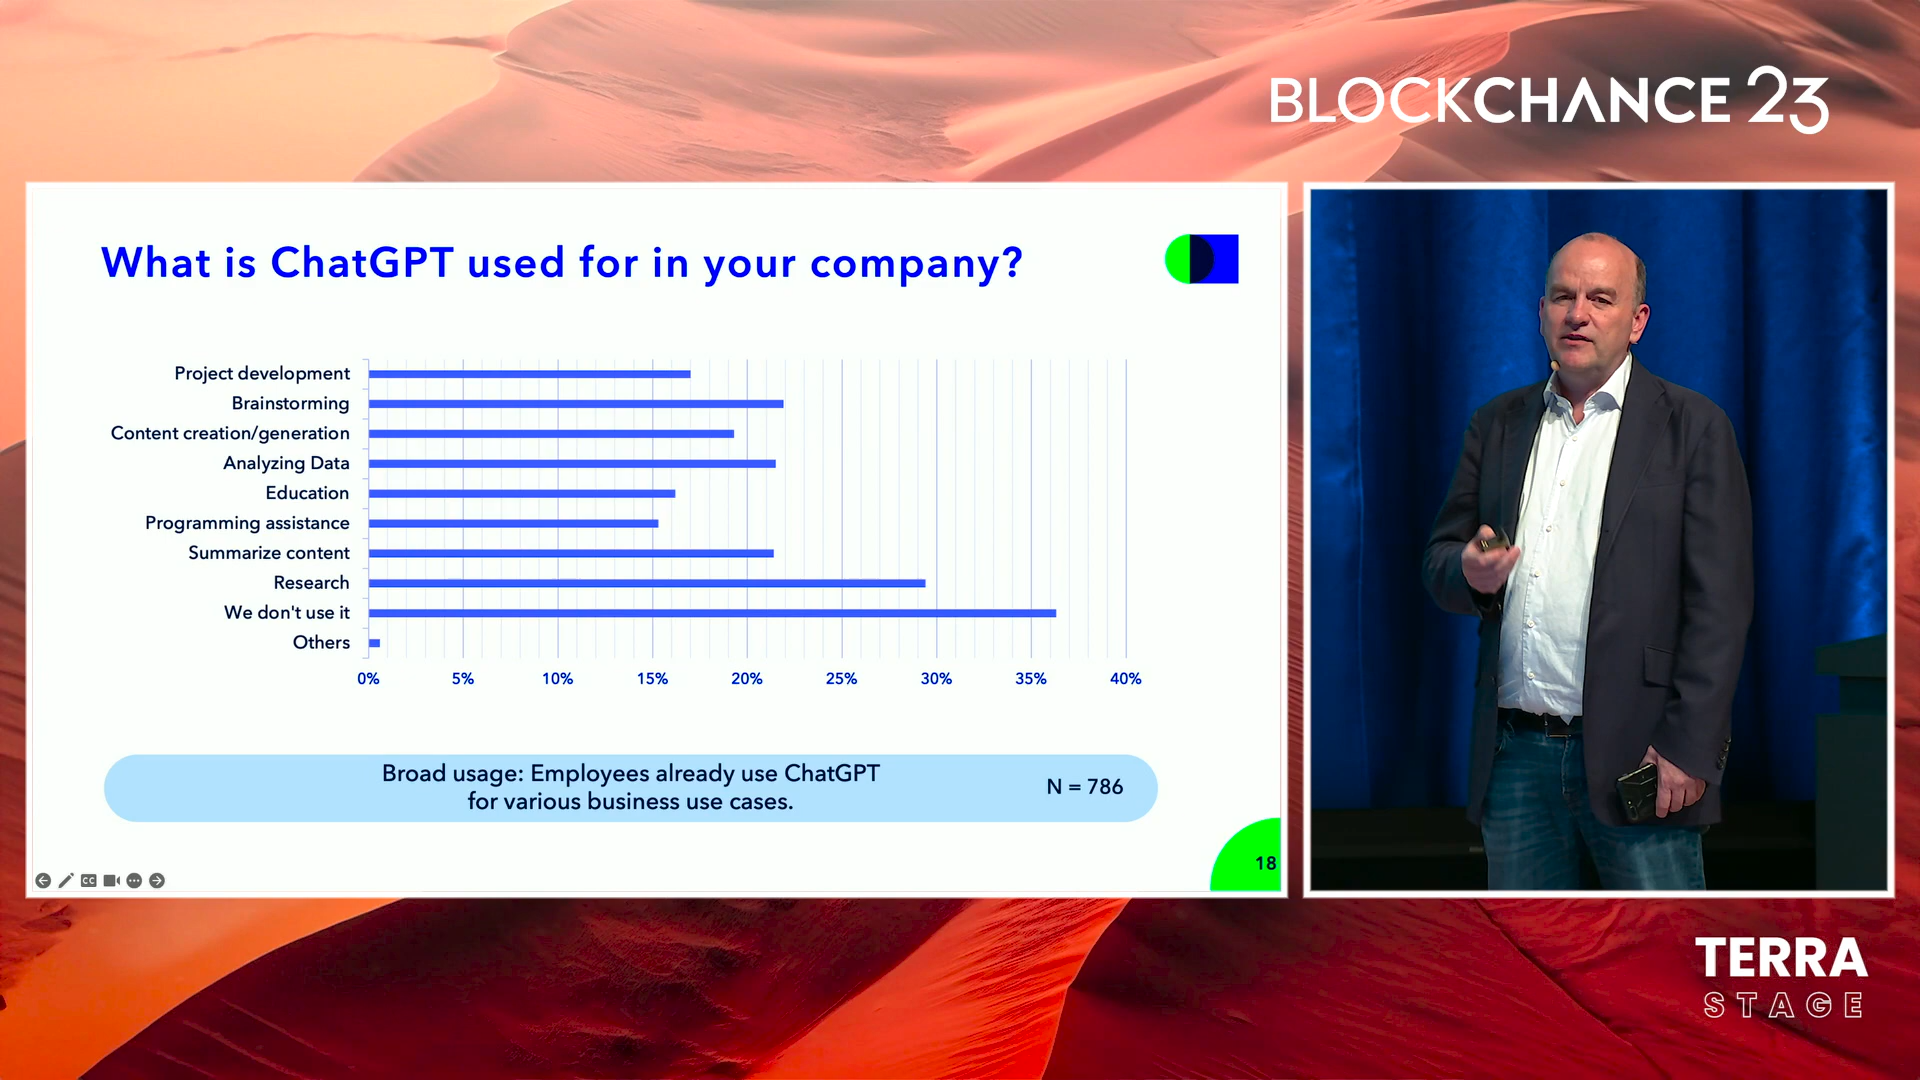 BLOCKCHANCE 23
What is ChatGPT used for in your company?
Project development
Brainstorming
Content creation/generation
Analyzing Data
Education
Programming assistance
Summarize content
Research
We don't use it
Others
0% 5% 10% 15% 20% 25% 30% 35% 40%
Broad usage: Employees already use ChatGPT
for various business use cases.
N = 786
18
CC
TERRA
STAGE